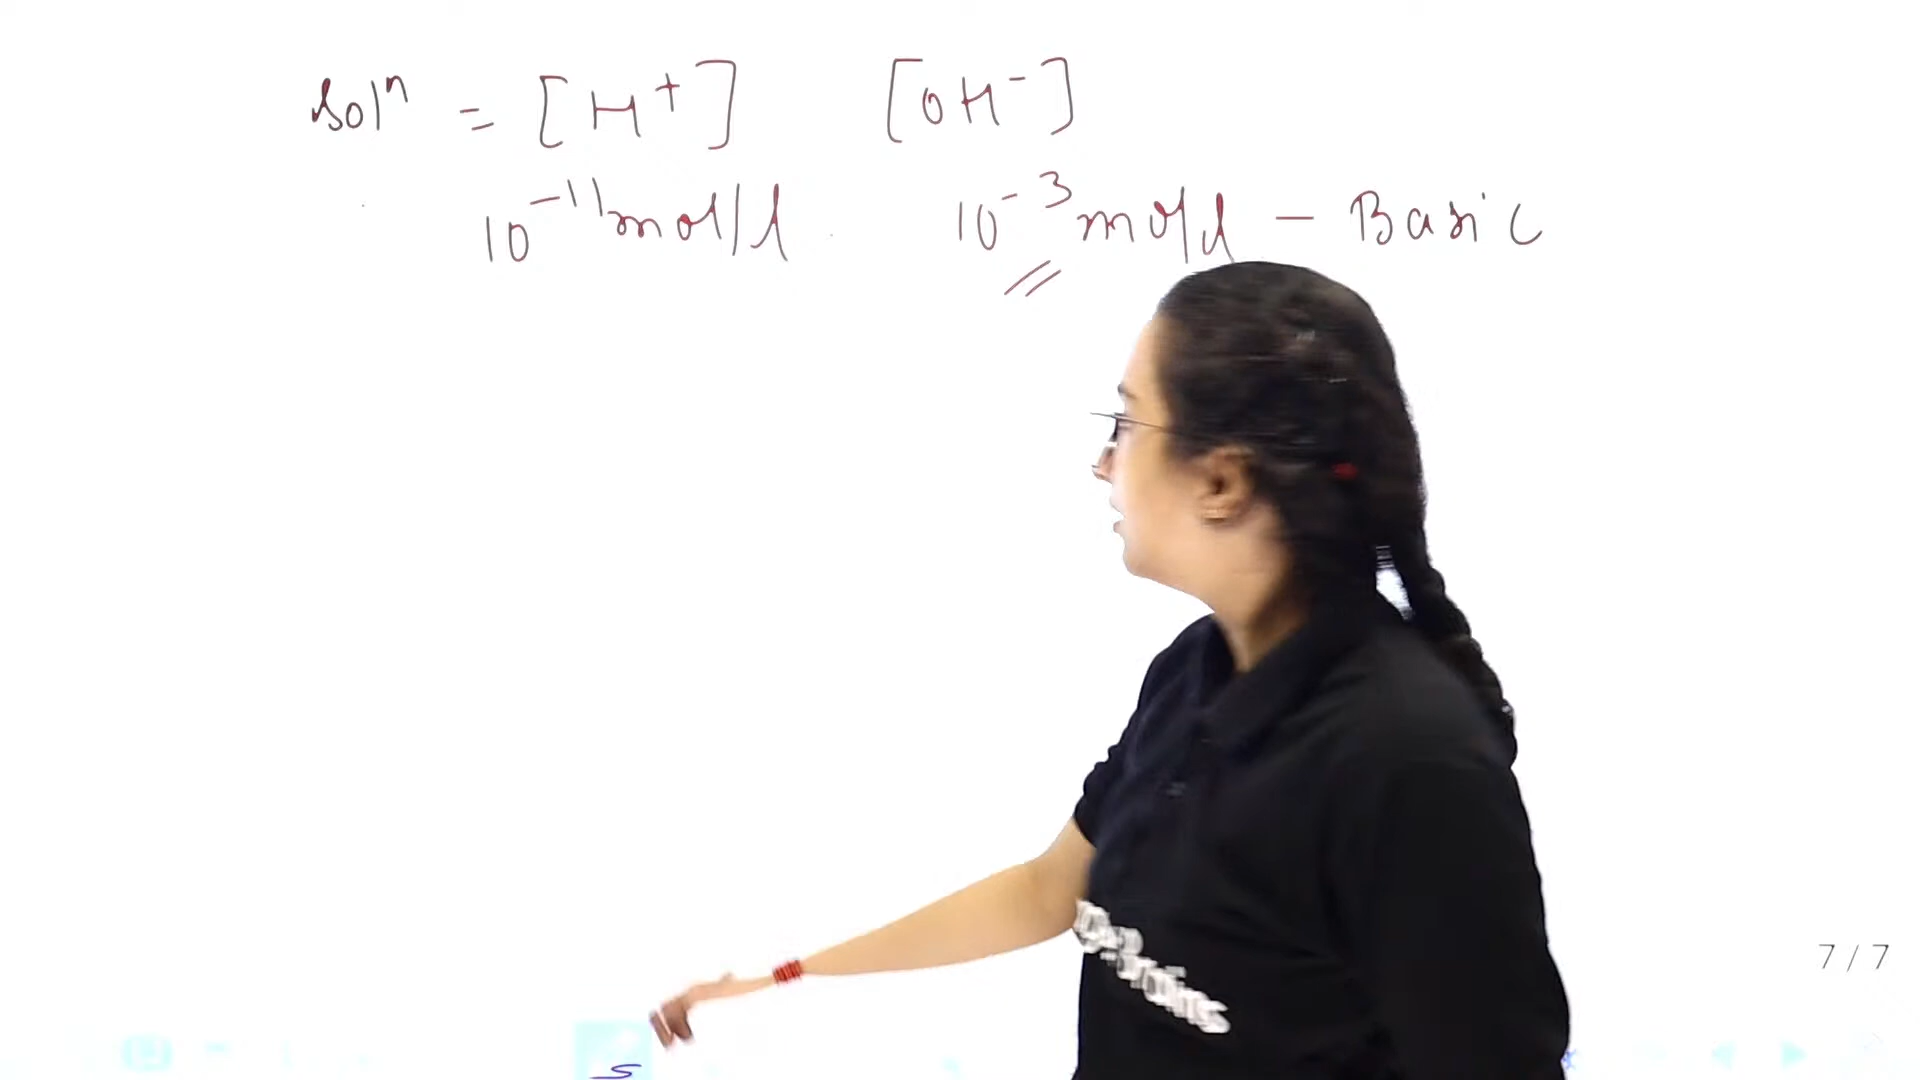 Solⁿ = [H⁺] [OH⁻]
10⁻¹¹ mol/l 10⁻³ mol/l – Basic
7 / 7